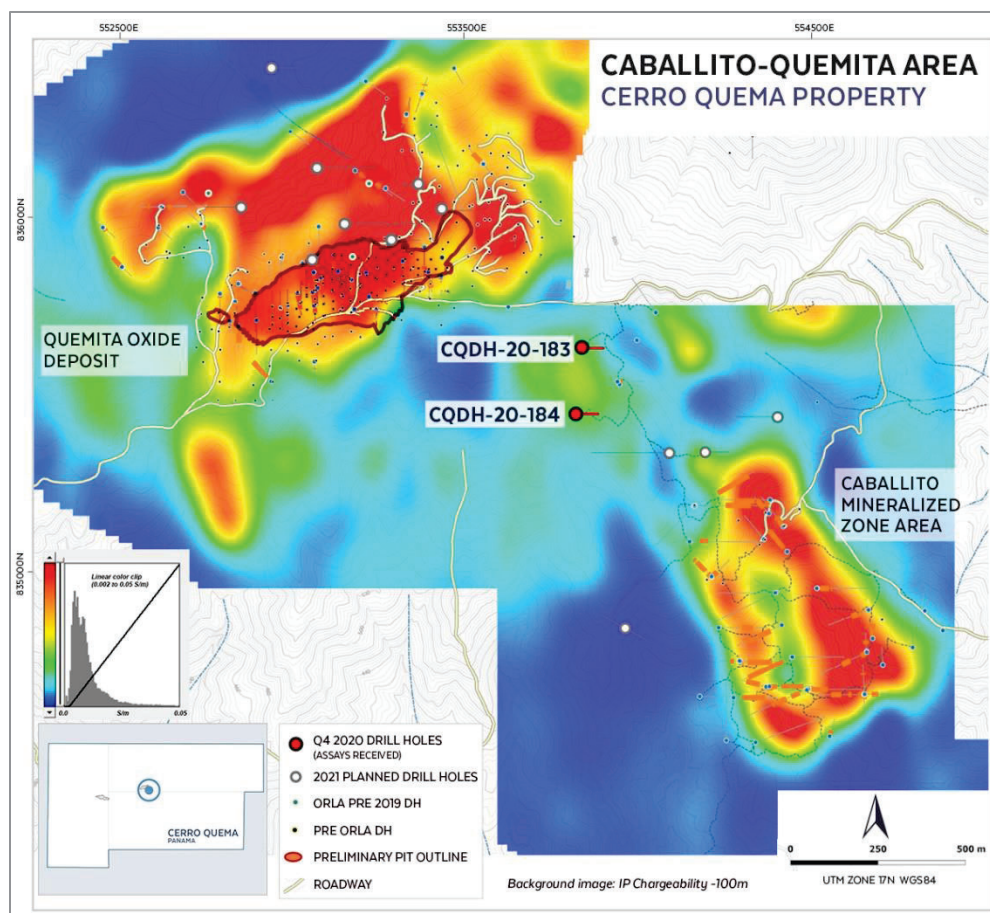 552500E
553500E
554500E
CABALLITO-QUEMITA AREA
CERRO QUEMA PROPERTY
836000N
QUEMITA OXIDE
DEPOSIT
CQDH-20-183
CQDH-20-184
CABALLITO
MINERALIZED
ZONE AREA
835000N
Linear color clip
(0.002 to 0.05 S/m)
0.0
S/m
0.05
CERRO QUEMA
PANAMA
Q4 2020 DRILL HOLES
(ASSAYS RECEIVED)
2021 PLANNED DRILL HOLES
ORLA PRE 2019 DH
PRE ORLA DH
PRELIMINARY PIT OUTLINE
ROADWAY
Background image: IP Chargeability -100m
0
250
500 m
UTM ZONE 17N WGS84